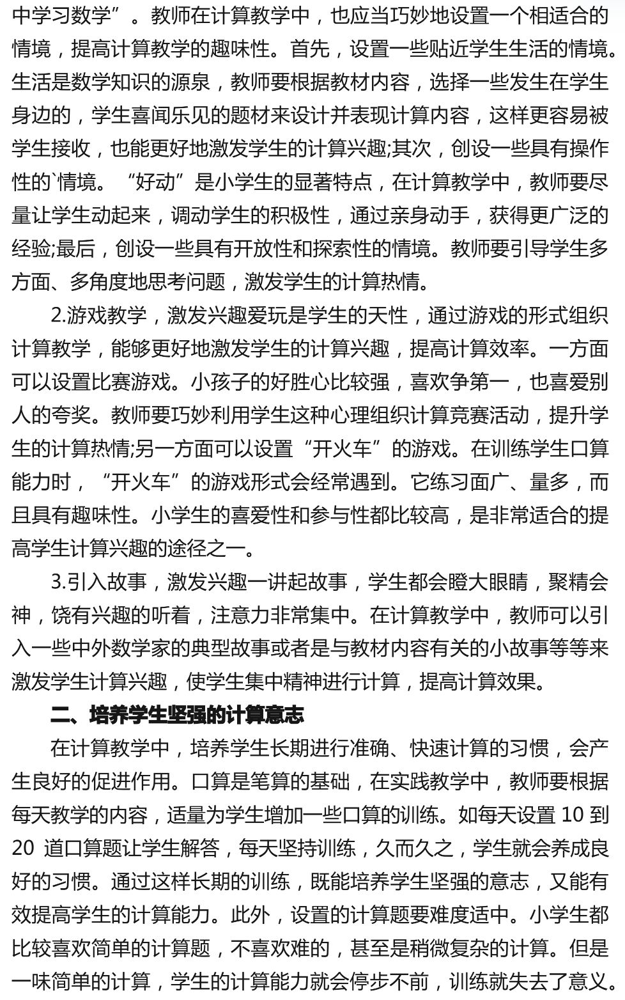 中学习数学”。教师在计算教学中，也应当巧妙地设置一个相适合的
情境，提高计算教学的趣味性。首先，设置一些贴近学生生活的情境。
生活是数学知识的源泉，教师要根据教材内容，选择一些发生在学生
身边的，学生喜闻乐见的题材来设计并表现计算内容，这样更容易被
学生接收，也能更好地激发学生的计算兴趣;其次，创设一些具有操作
性的`情境。“好动”是小学生的显著特点，在计算教学中，教师要尽
量让学生动起来，调动学生的积极性，通过亲身动手，获得更广泛的
经验;最后，创设一些具有开放性和探索性的情境。教师要引导学生多
方面、多角度地思考问题，激发学生的计算热情。
2.游戏教学，激发兴趣爱玩是学生的天性，通过游戏的形式组织
计算教学，能够更好地激发学生的计算兴趣，提高计算效率。一方面
可以设置比赛游戏。小孩子的好胜心比较强，喜欢争第一，也喜爱别
人的夸奖。教师要巧妙利用学生这种心理组织计算竞赛活动，提升学
生的计算热情;另一方面可以设置“开火车”的游戏。在训练学生口算
能力时，“开火车”的游戏形式会经常遇到。它练习面广、量多，而
且具有趣味性。小学生的喜爱性和参与性都比较高，是非常适合的提
高学生计算兴趣的途径之一。
3.引入故事，激发兴趣一讲起故事，学生都会瞪大眼睛，聚精会
神，饶有兴趣的听着，注意力非常集中。在计算教学中，教师可以引
入一些中外数学家的典型故事或者是与教材内容有关的小故事等等来
激发学生计算兴趣，使学生集中精神进行计算，提高计算效果。
二、培养学生坚强的计算意志
在计算教学中，培养学生长期进行准确、快速计算的习惯，会产
生良好的促进作用。口算是笔算的基础，在实践教学中，教师要根据
每天教学的内容，适量为学生增加一些口算的训练。如每天设置 10 到
20 道口算题让学生解答，每天坚持训练，久而久之，学生就会养成良
好的习惯。通过这样长期的训练，既能培养学生坚强的意志，又能有
效提高学生的计算能力。此外，设置的计算题要难度适中。小学生都
比较喜欢简单的计算题，不喜欢难的，甚至是稍微复杂的计算。但是
一味简单的计算，学生的计算能力就会停步不前，训练就失去了意义。